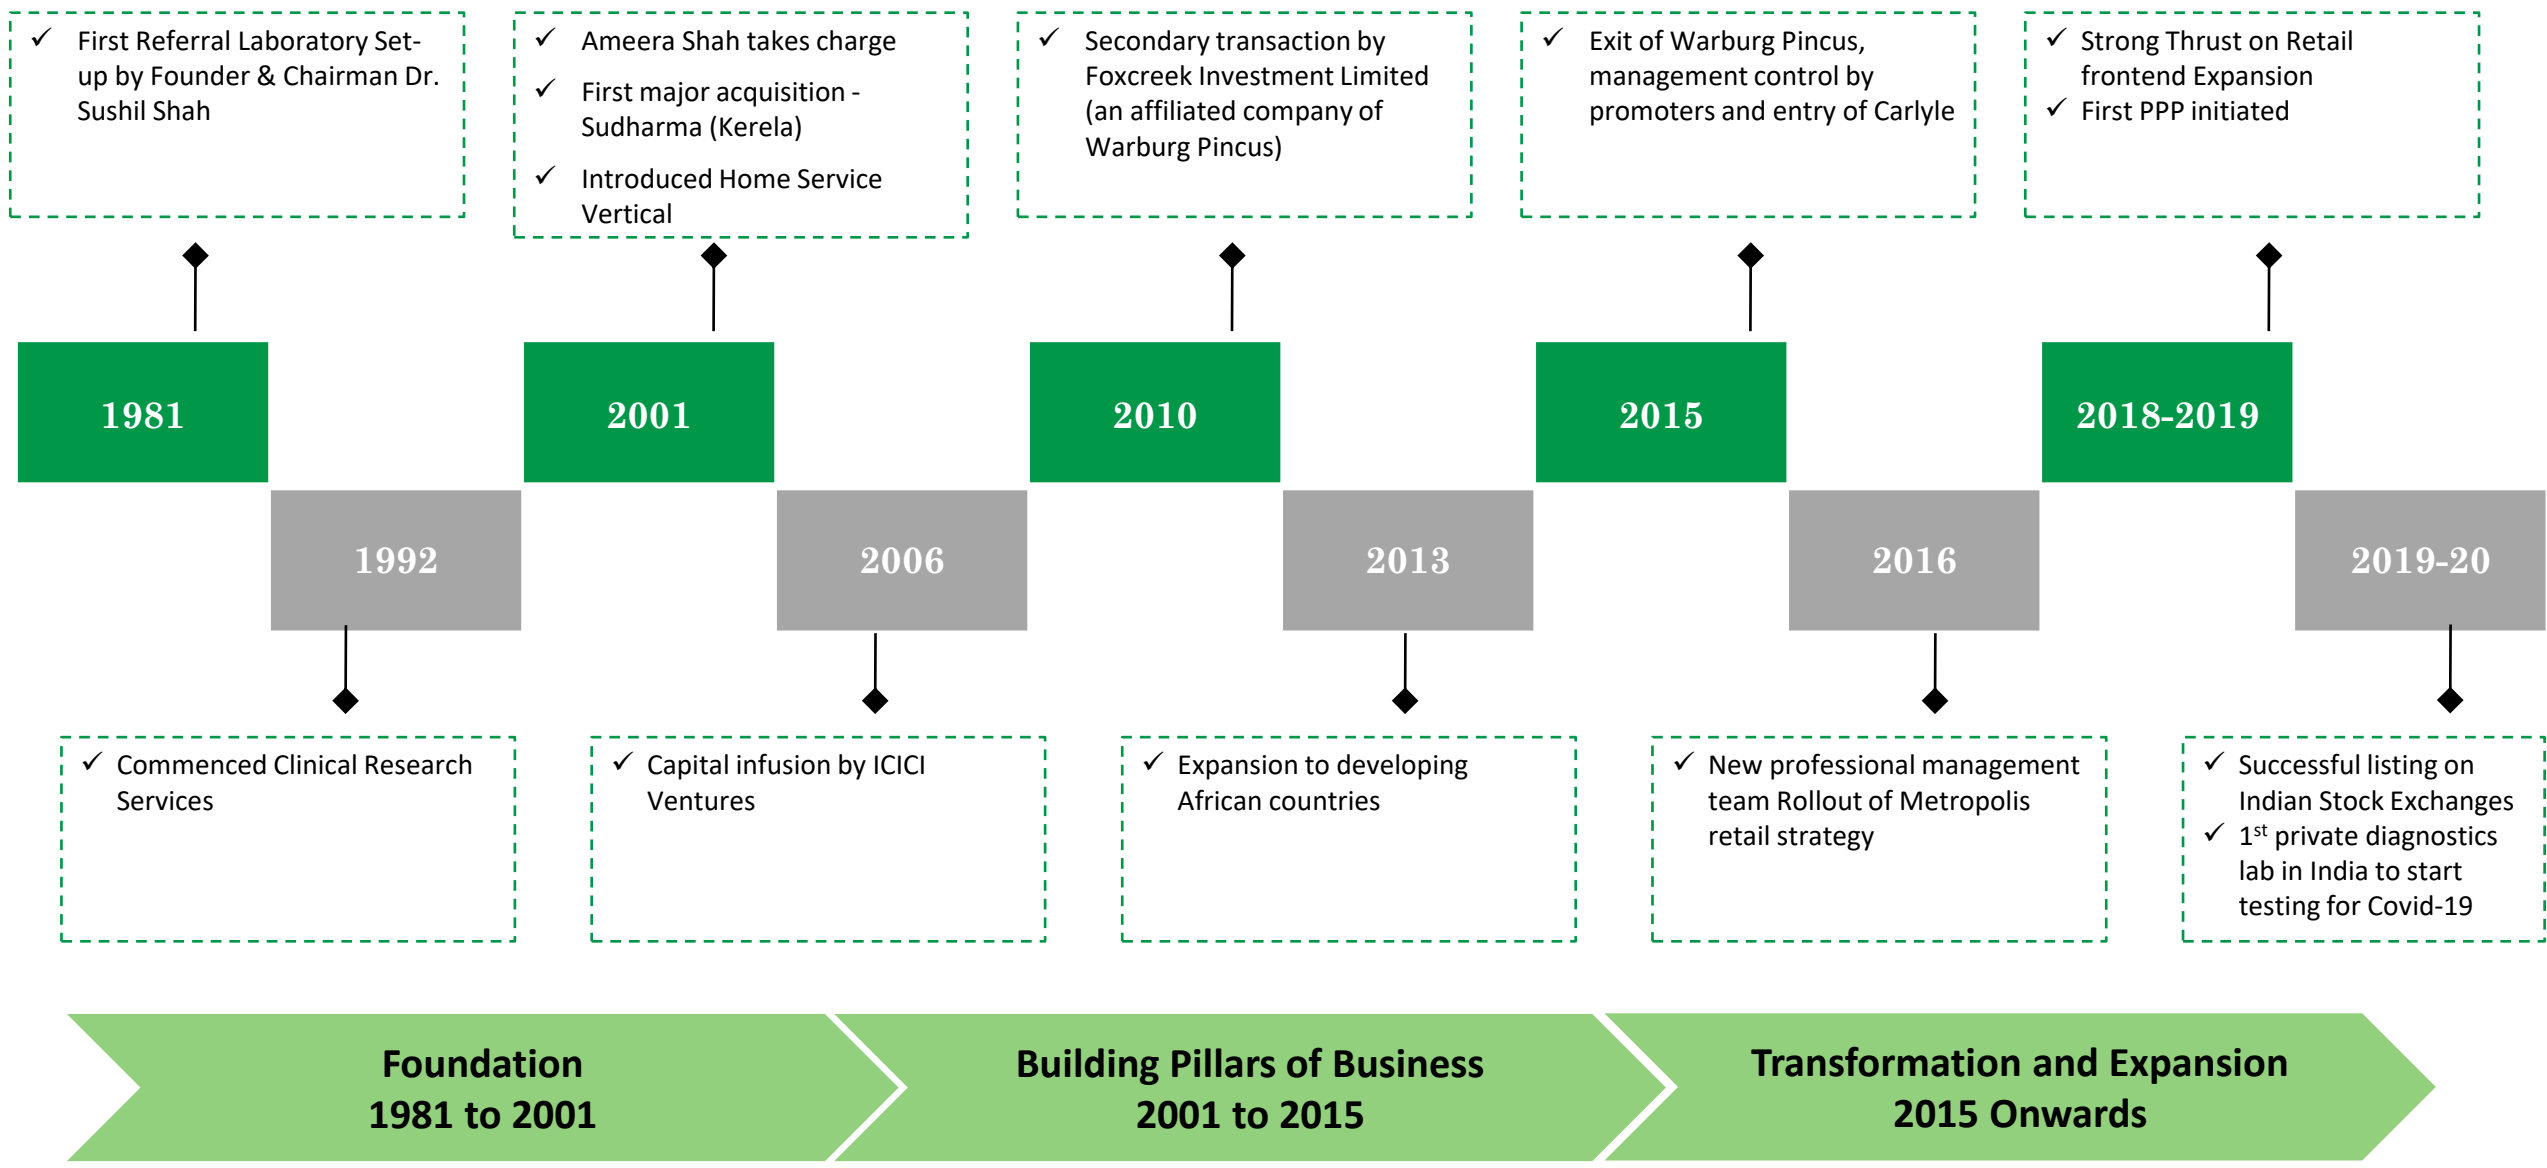 ✓ First Referral Laboratory Set-
up by Founder & Chairman Dr.
Sushil Shah
✓ Ameera Shah takes charge
✓ First major acquisition -
Sudharma (Kerela)
✓ Introduced Home Service
Vertical
✓ Secondary transaction by
Foxcreek Investment Limited
(an affiliated company of
Warburg Pincus)
✓ Exit of Warburg Pincus,
management control by
promoters and entry of Carlyle
✓ Strong Thrust on Retail
frontend Expansion
✓ First PPP initiated
1981
2001
2010
2015
2018-2019
1992
2006
2013
2016
2019-20
✓ Commenced Clinical Research
Services
✓ Capital infusion by ICICI
Ventures
✓ Expansion to developing
African countries
✓ New professional management
team Rollout of Metropolis
retail strategy
✓ Successful listing on
Indian Stock Exchanges
✓ 1st private diagnostics
lab in India to start
testing for Covid-19
Foundation
1981 to 2001
Building Pillars of Business
2001 to 2015
Transformation and Expansion
2015 Onwards